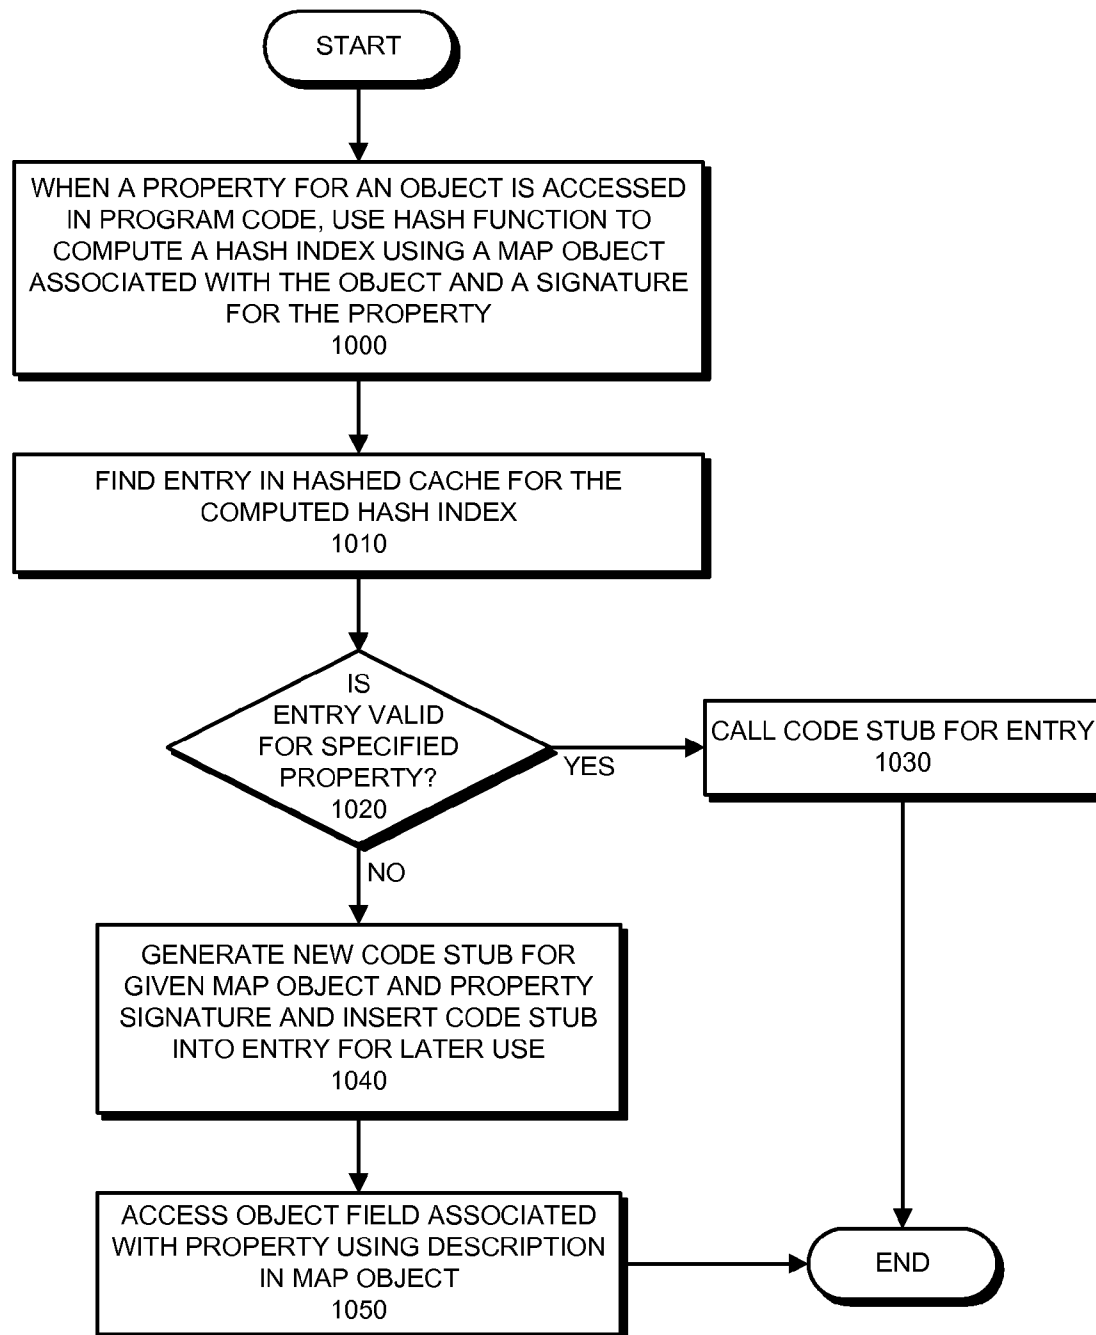 START
WHEN A PROPERTY FOR AN OBJECT IS ACCESSED
IN PROGRAM CODE, USE HASH FUNCTION TO
COMPUTE A HASH INDEX USING A MAP OBJECT
ASSOCIATED WITH THE OBJECT AND A SIGNATURE
FOR THE PROPERTY
1000
FIND ENTRY IN HASHED CACHE FOR THE
COMPUTED HASH INDEX
1010
IS
ENTRY VALID
FOR SPECIFIED
PROPERTY?
1020
YES
CALL CODE STUB FOR ENTRY
1030
NO
GENERATE NEW CODE STUB FOR
GIVEN MAP OBJECT AND PROPERTY
SIGNATURE AND INSERT CODE STUB
INTO ENTRY FOR LATER USE
1040
ACCESS OBJECT FIELD ASSOCIATED
WITH PROPERTY USING DESCRIPTION
IN MAP OBJECT
1050
END